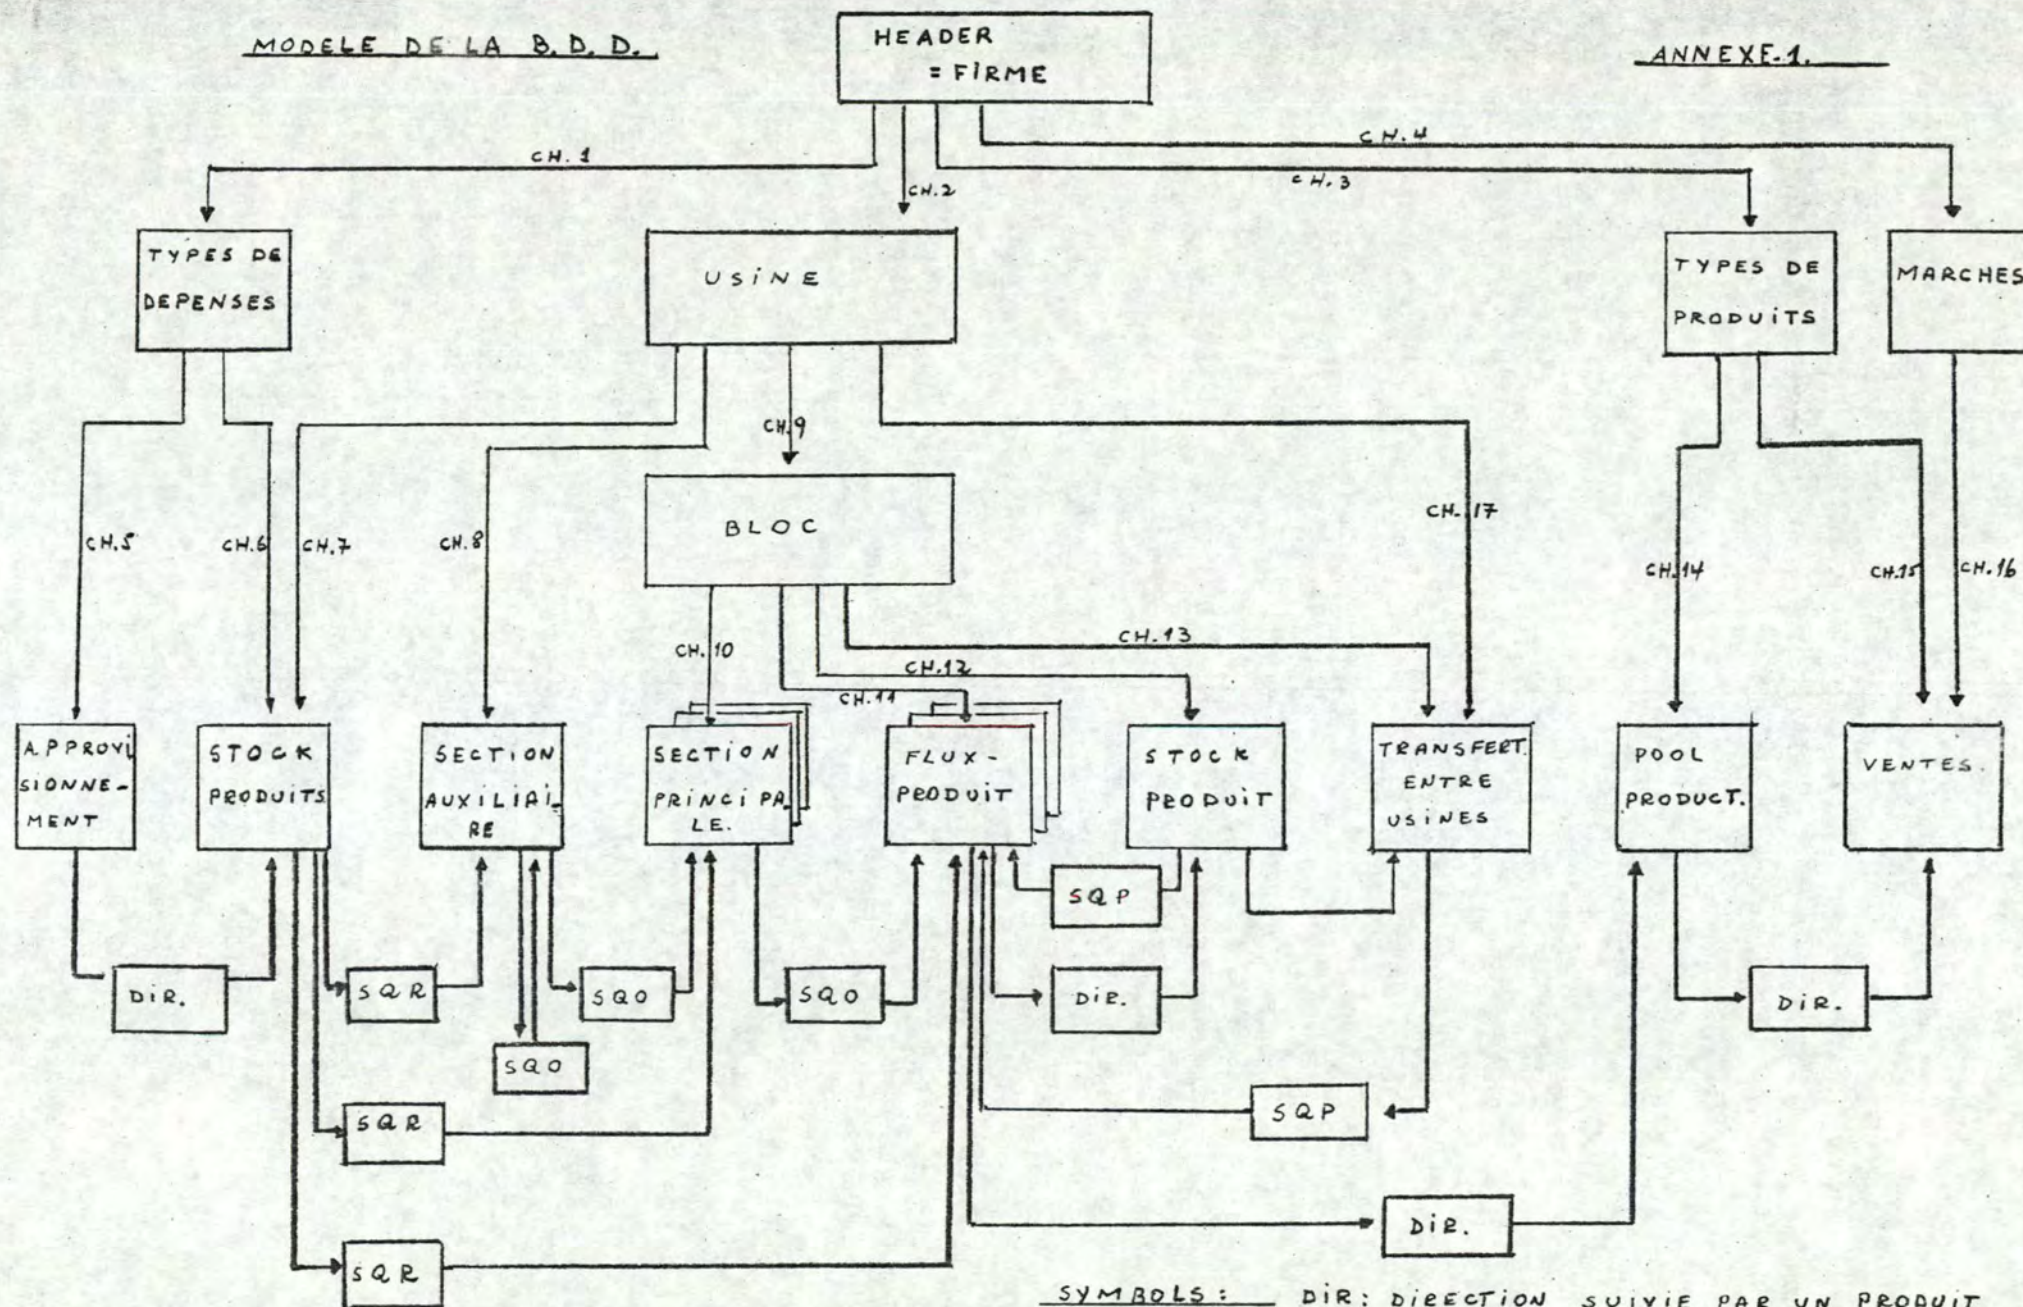 MODELE DE LA B.D.D.
HEADER
= FIRME
ANNEXE-1.
CH.1
CH.2
CH.3
CH.4
TYPES DE
DEPENSES
USINE
TYPES DE
PRODUITS
MARCHES
CH.5
CH.6
CH.7
CH.8
CH.9
BLOC
CH.17
CH.14
CH.15
CH.16
CH.10
CH.11
CH.12
CH.13
APPROVI
SIONNE-
MENT
STOCK
PRODUITS
SECTION
AUXILIAI_
RE
SECTION
PRINCIPA_
LE.
FLUX-
PRODUIT
STOCK
PRODUIT
TRANSFERT.
ENTRE
USINES
POOL
PRODUCT.
VENTES.
DIR.
SQR
SQO
SQO
SQO
SQP
DIR.
DIR.
SQR
SQP
SQR
DIR.
SYMBOLS : DIR: DIRECTION SUIVIE PAR UN PRODUIT